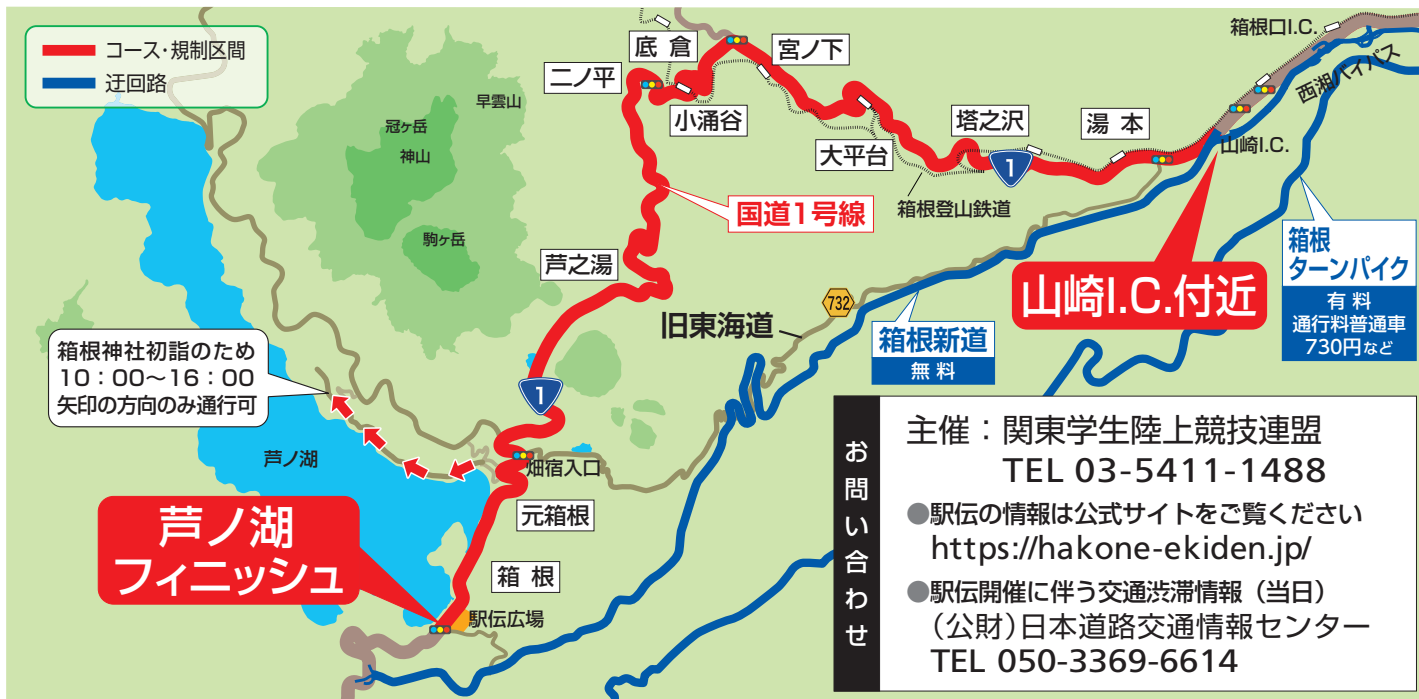 コース・規制区間
迂回路
早雲山
冠ヶ岳
神山
駒ヶ岳
底倉
宮ノ下
二ノ平
小涌谷
大平台
塔之沢
湯本
箱根口I.C.
西湘バイパス
山崎I.C.
1
箱根登山鉄道
国道1号線
芦之湯
732
旧東海道
箱根新道
無料
山崎I.C.付近
箱根
ターンパイク
有料
通行料普通車
730円など
箱根神社初詣のため
10：00～16：00
矢印の方向のみ通行可
1
芦ノ湖
畑宿入口
元箱根
芦ノ湖
フィニッシュ
箱根
駅伝広場
お問い合わせ
主催：関東学生陸上競技連盟
TEL 03-5411-1488
●駅伝の情報は公式サイトをご覧ください
https://hakone-ekiden.jp/
●駅伝開催に伴う交通渋滞情報（当日）
（公財）日本道路交通情報センター
TEL 050-3369-6614